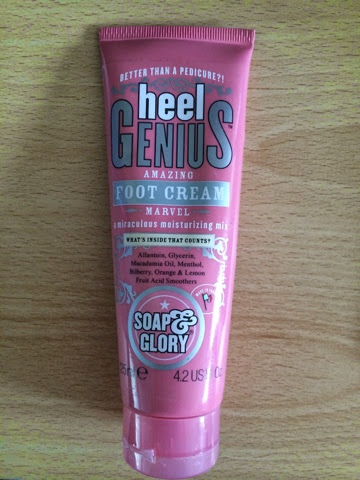 BETTER THAN A PEDICURE?!
heel
GENIUS™
AMAZING
FOOT CREAM
MARVEL
a miraculous moisturizing mix
WHAT'S INSIDE THAT COUNTS!
Allantoin, Glycerin,
Macadamia Oil, Menthol,
Bilberry, Orange & Lemon
Fruit Acid Smoothers
SOAP&
GLORY
4.2 US